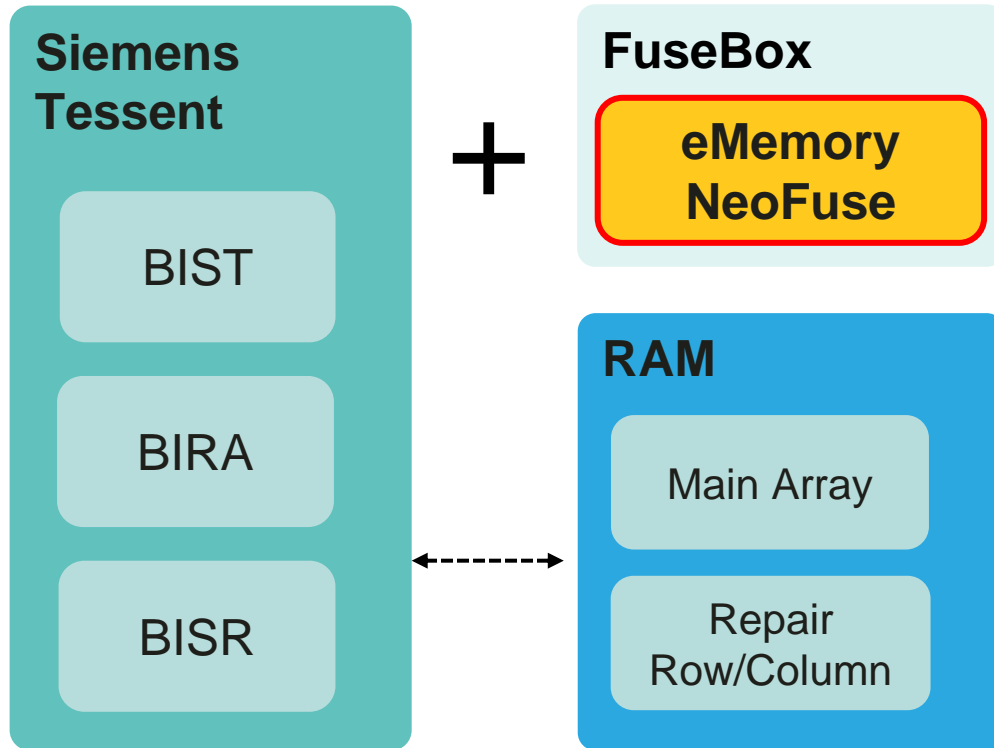 Siemens
Tessent
BIST
BIRA
BISR
+
FuseBox
eMemory
NeoFuse
RAM
Main Array
Repair
Row/Column